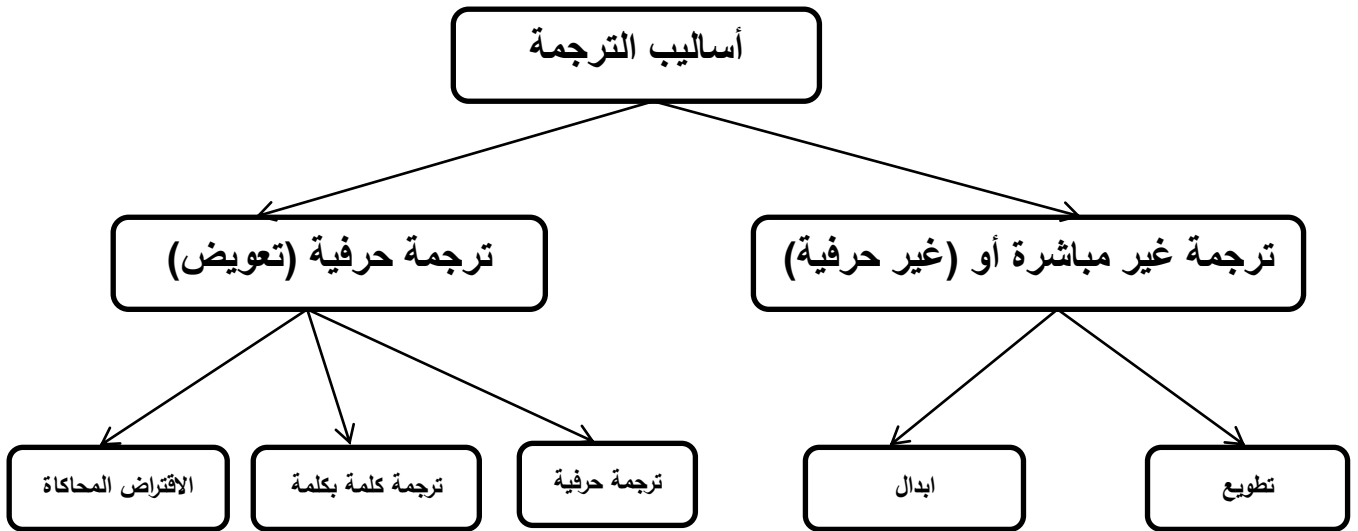 أساليب الترجمة
ترجمة غير مباشرة أو (غير حرفية)
ترجمة حرفية (تعويض)
تطويع
ابدال
ترجمة حرفية
ترجمة كلمة بكلمة
الاقتراض المحاكاة